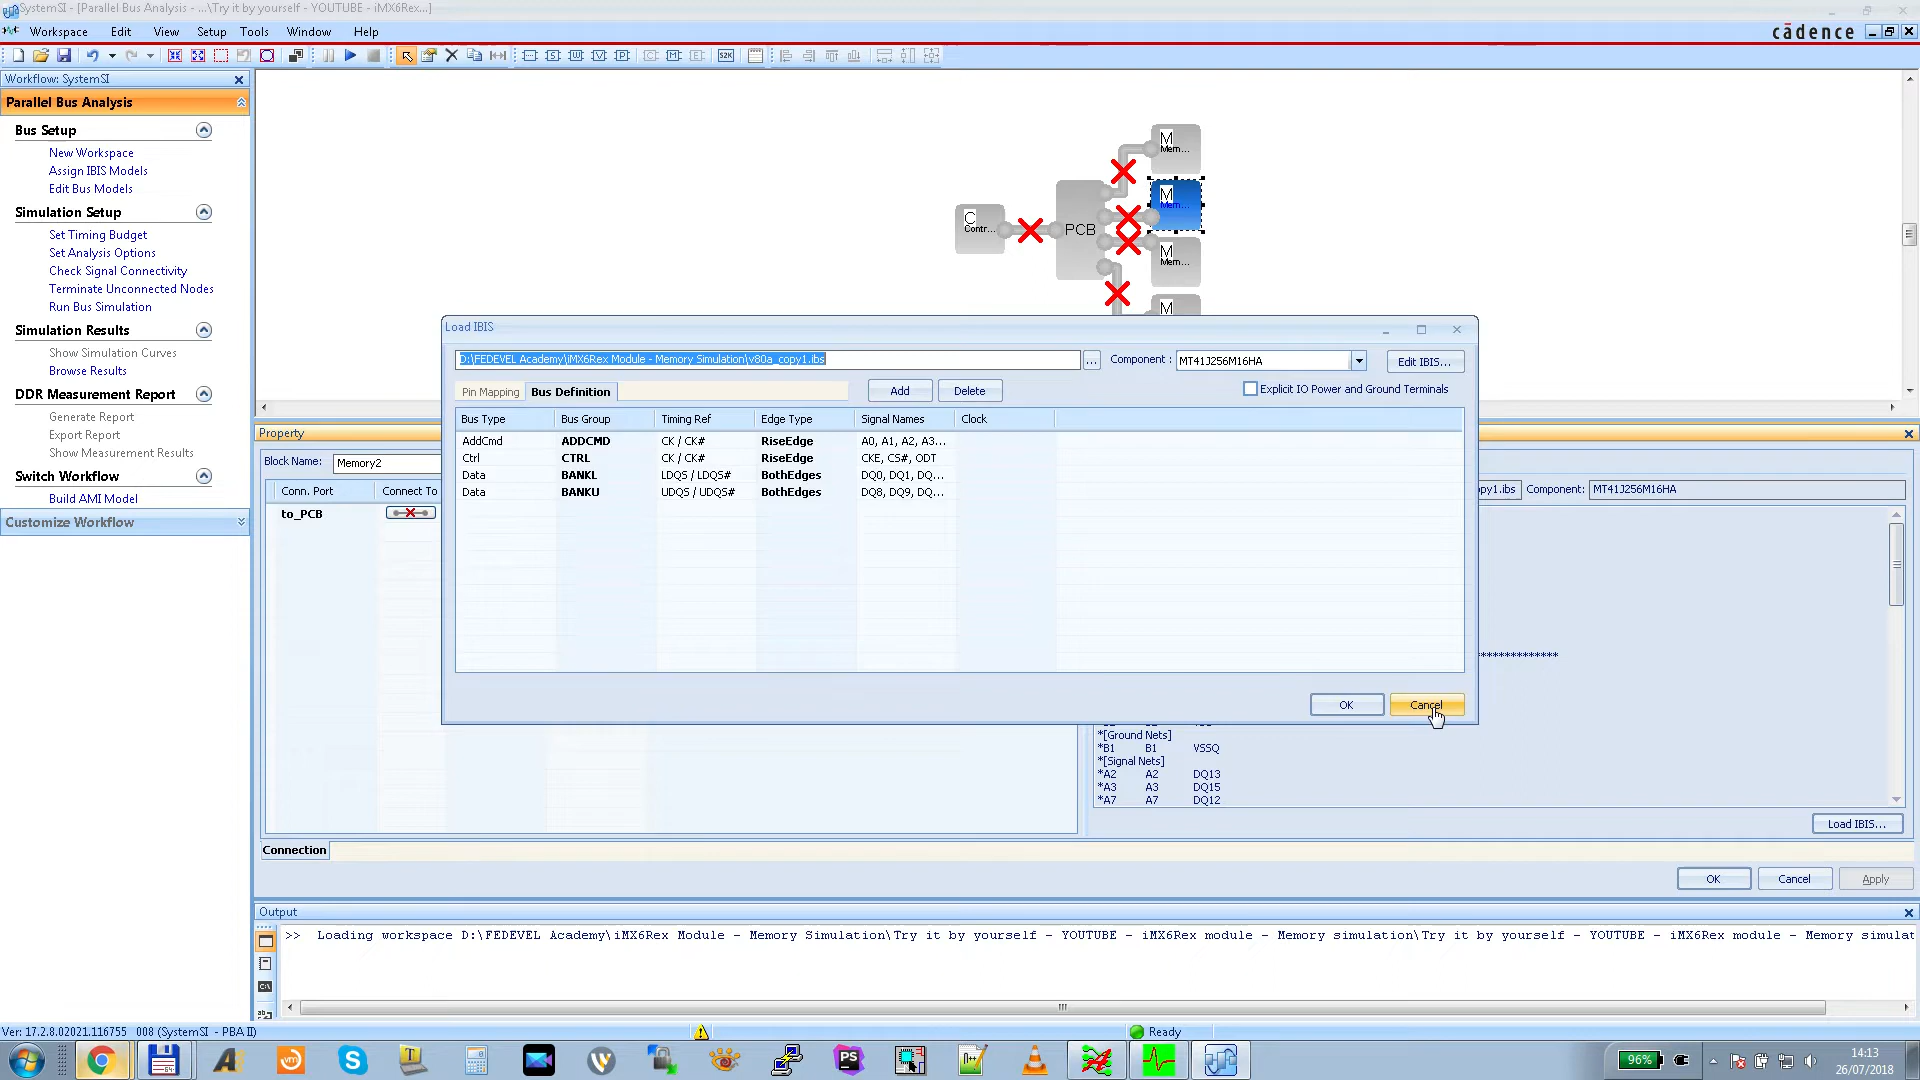 SystemSI - [Parallel Bus Analysis - ...\Try it by yourself - YOUTUBE - iMX6Rex...]
Workspace Edit View Setup Tools Window Help
cādence
Workflow: SystemSI
Parallel Bus Analysis
Bus Setup
New Workspace
Assign IBIS Models
Edit Bus Models
Simulation Setup
Set Timing Budget
Set Analysis Options
Check Signal Connectivity
Terminate Unconnected Nodes
Run Bus Simulation
Simulation Results
Show Simulation Curves
Browse Results
DDR Measurement Report
Generate Report
Export Report
Show Measurement Results
Switch Workflow
Build AMI Model
Customize Workflow
M
Mem...
M
Mem...
C
Contr...
PCB
M
Mem...
M
Load IBIS
D:\FEDEVEL Academy\iMX6Rex Module - Memory Simulation\v80a_copy1.ibs
...
Component : MT41J256M16HA
Edit IBIS...
Pin Mapping Bus Definition
Add Delete
Explicit IO Power and Ground Terminals
Bus Type Bus Group Timing Ref Edge Type Signal Names Clock
AddCmd ADDCMD CK / CK# RiseEdge A0, A1, A2, A3...
Ctrl CTRL CK / CK# RiseEdge CKE, CS#, ODT
Data BANKL LDQS / LDQS# BothEdges DQ0, DQ1, DQ...
Data BANKU UDQS / UDQS# BothEdges DQ8, DQ9, DQ...
OK Cancel
Property
Block Name: Memory2
Conn. Port Connect To
to_PCB
py1.ibs Component: MT41J256M16HA
**************
*[Ground Nets]
*B1 B1 VSSQ
*[Signal Nets]
*A2 A2 DQ13
*A3 A3 DQ15
*A7 A7 DQ12
Load IBIS...
Connection
OK Cancel Apply
Output
>> Loading workspace D:\FEDEVEL Academy\iMX6Rex Module - Memory Simulation\Try it by yourself - YOUTUBE - iMX6Rex module - Memory simulation\Try it by yourself - YOUTUBE - iMX6Rex module - Memory simulat
Ver: 17.2.8.02021.116755 008 (SystemSI - PBA II)
Ready
96%
14:13
26/07/2018